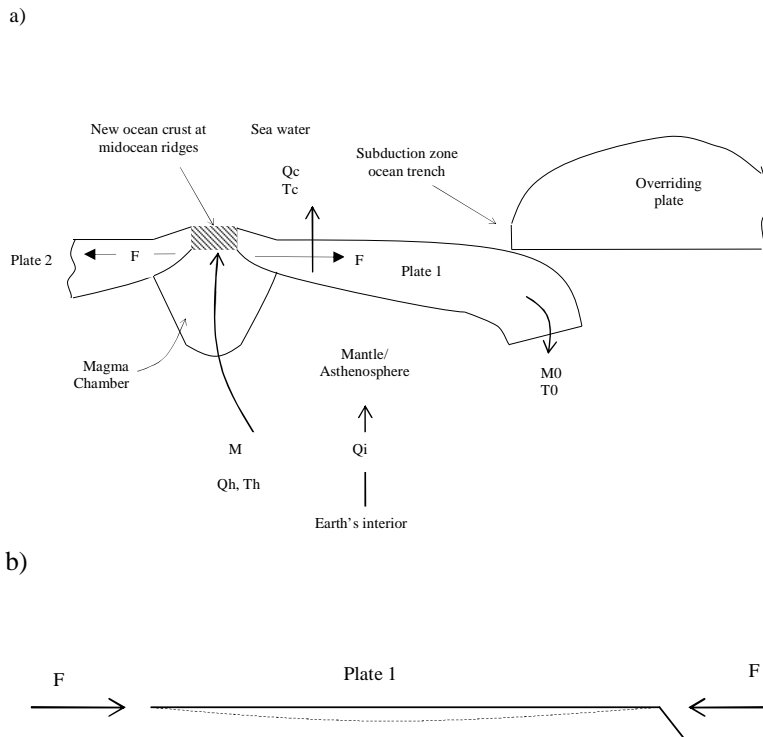 a)
New ocean crust at
midocean ridges
Sea water
Qc
Tc
Subduction zone
ocean trench
Overriding
plate
Plate 2
F
F
Plate 1
Magma
Chamber
Mantle/
Asthenosphere
M0
T0
M
Qi
Qh, Th
Earth's interior
b)
F
Plate 1
F